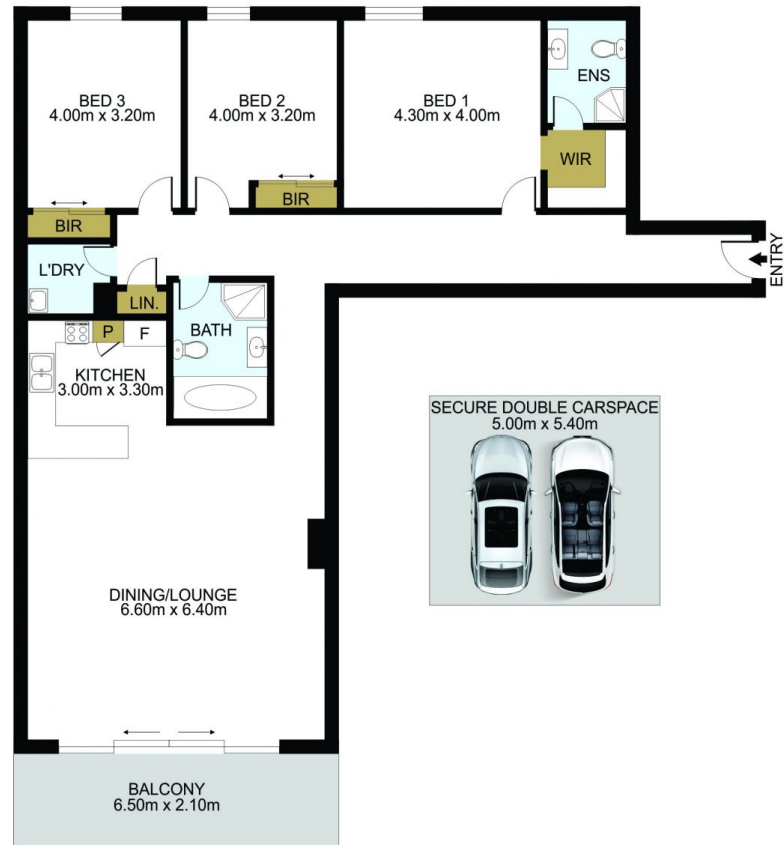 BED 3
4.00m x 3.20m
BED 2
4.00m x 3.20m
BED 1
4.30m x 4.00m
ENS
WIR
BIR
BIR
L'DRY
LIN.
BATH
ENTRY
P
F
KITCHEN
3.00m x 3.30m
SECURE DOUBLE CARSPACE
5.00m x 5.40m
DINING/LOUNGE
6.60m x 6.40m
BALCONY
6.50m x 2.10m